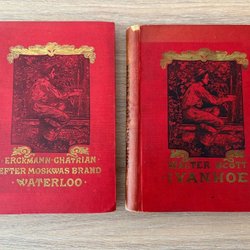 ERCKMANN-CHATRIAN
EFTER MOSKWAS BRAND
WATERLOO
WALTER SCOTT
IVANHOE